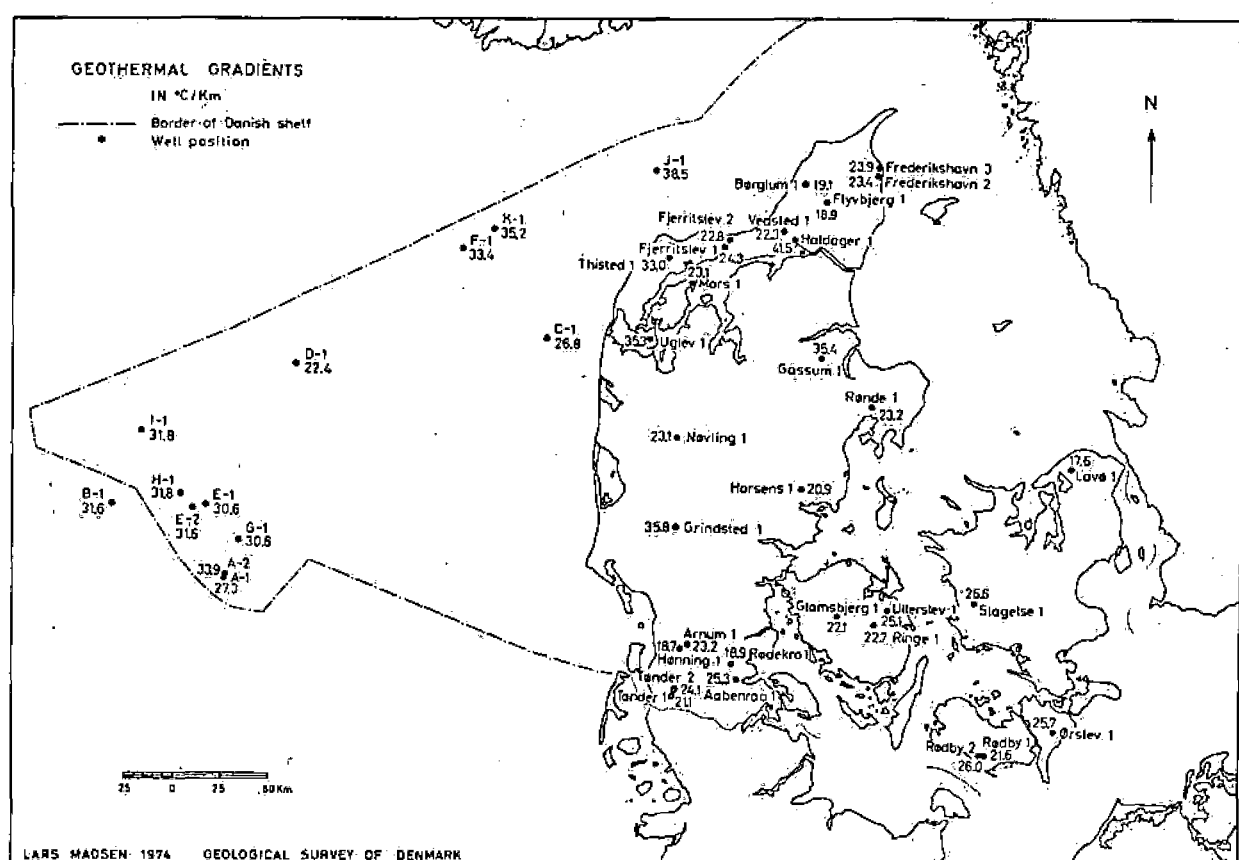 GEOTHERMAL GRADIENTS
IN °C/Km
Border of Danish shelf
Well position
N
J-1
38.5
K-1
35.2
F-1
33.4
C-1
26.8
D-1
22.4
I-1
31.8
B-1
31.6
H-1
31.8
E-1
30.6
E-2
31.6
G-1
30.8
33.9 A-2
A-1
27.3
23.9 Frederikshavn 3
23.4 Frederikshavn 2
Børglum 1 19.1
Flyvbjerg 1
18.9
Vedsted 1
22.3
Haldager 1
41.5
Fjerritslev 2
22.8
Fjerritslev 1
24.3
Thisted 1 33.0
23.1
Mors 1
35.3 Uglev 1
35.4
Gassum 1
Rønde 1
23.2
23.1 Nøvling 1
Horsens 1 20.9
35.8 Grindsted 1
17.6
Lavø 1
25.6
Slagelse 1
Glamsbjerg 1
22.1
Ullerslev 1
25.1
22.7 Ringe 1
Arnum 1
18.7 23.2
Hønning 1
18.9 Rødekro 1
Tønder 2
24.1
Tønder 1
21.1
25.3
Aabenraa 1
25.7
Ørslev 1
Rødby 2
26.0
Rødby 1
21.6
25 0 25 50 Km
LARS MADSEN 1974 GEOLOGICAL SURVEY OF DENMARK